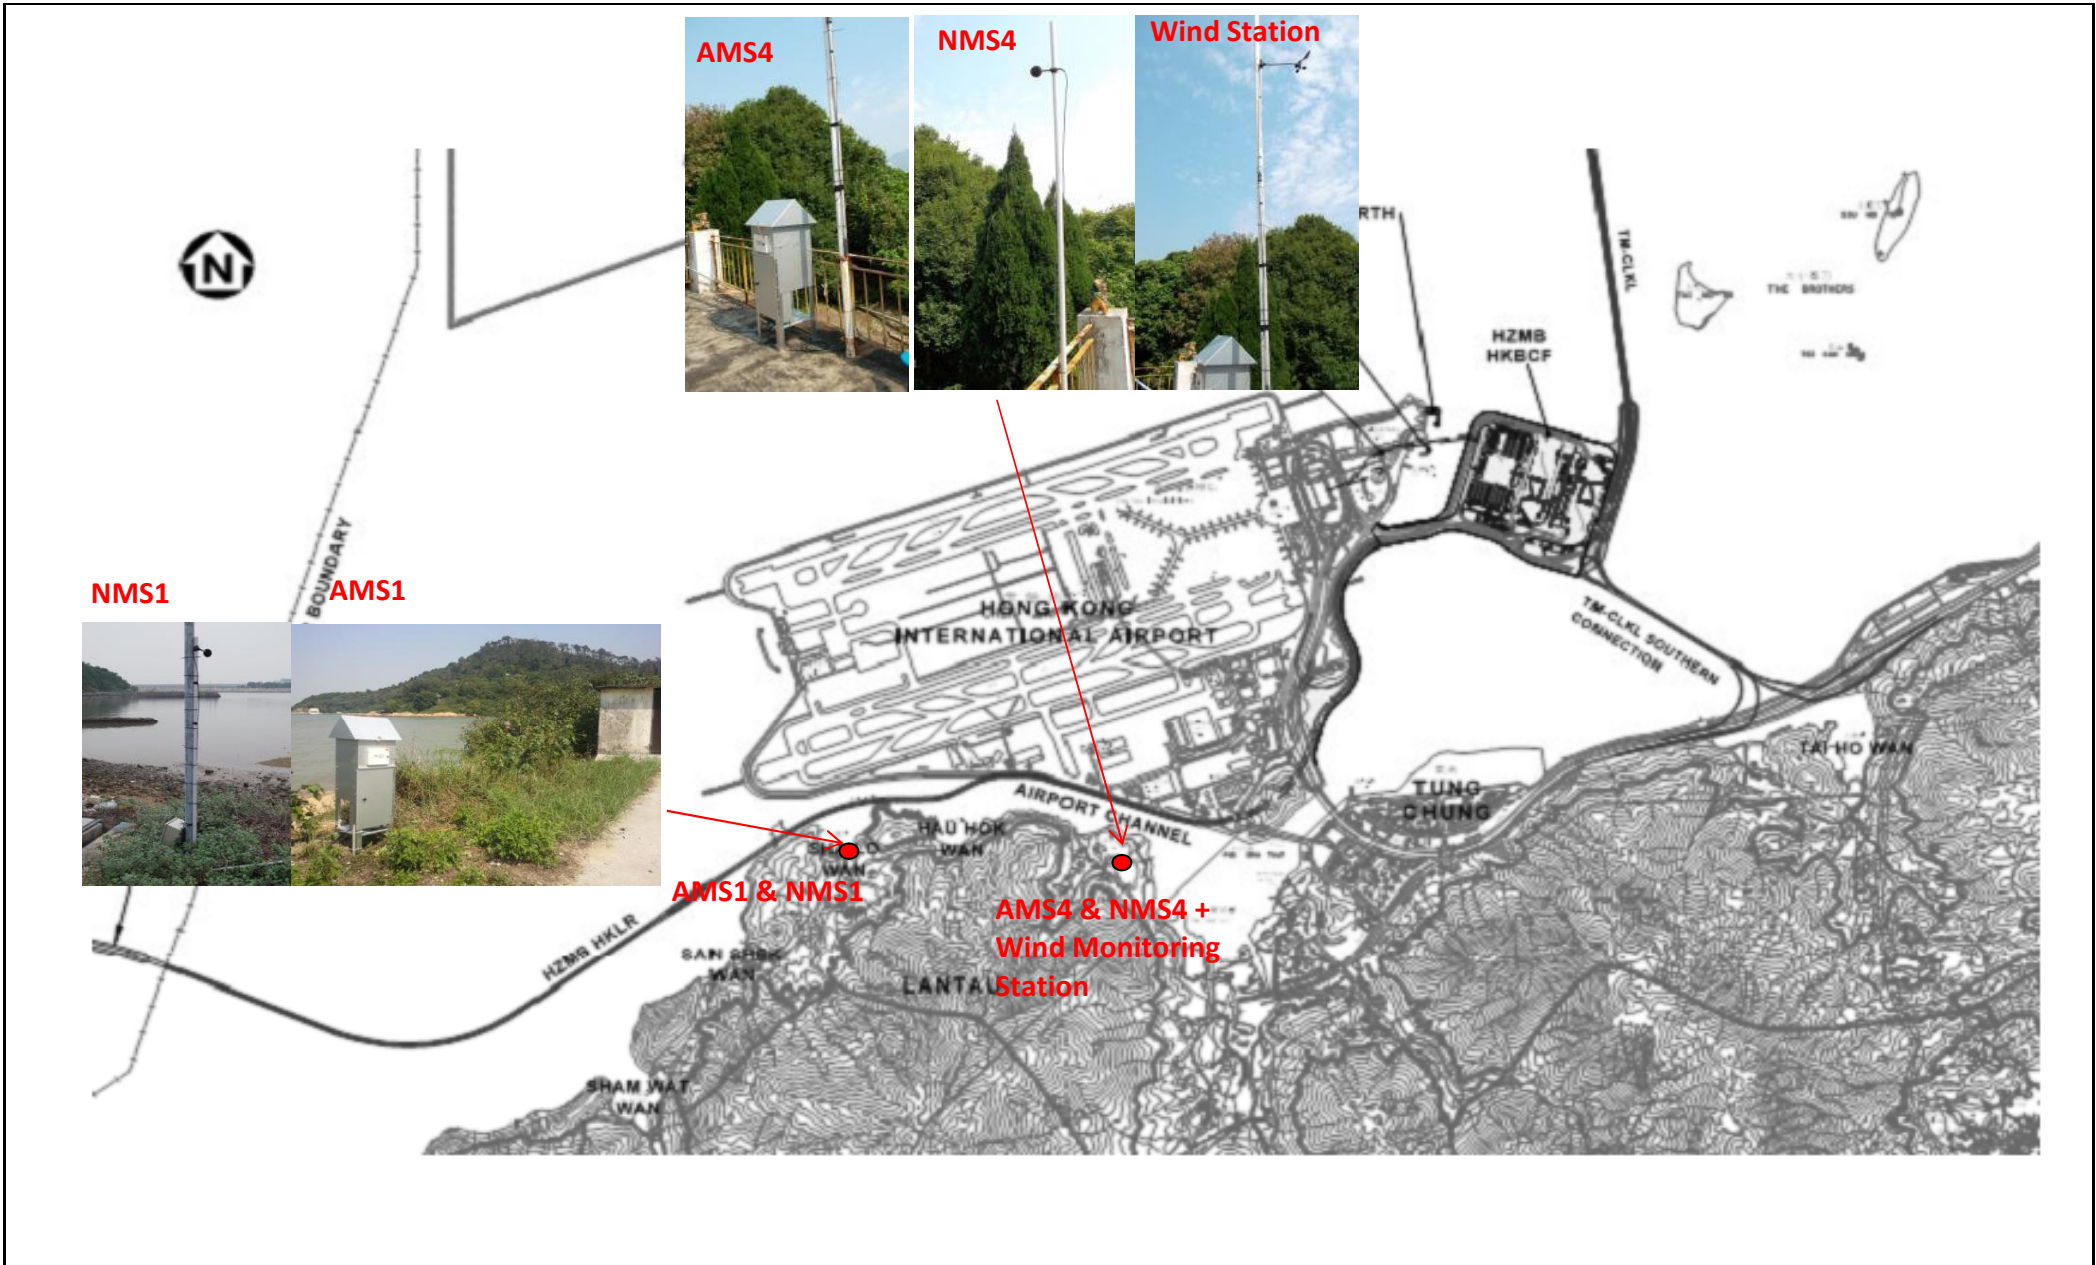 AMS4
NMS4
Wind Station
RTH
TM-CLKL
THE BROTHERS
N
HZMB
HKBCF
BOUNDARY
NMS1
AMS1
HONG KONG
INTERNATIONAL AIRPORT
TM-CLKL SOUTHERN
CONNECTION
TAI HO WAN
TUNG
CHUNG
AIRPORT CHANNEL
HAU HOK
WAN
WAN
AMS1 & NMS1
AMS4 & NMS4 +
Wind Monitoring
Station
HZMB HKLR
WAN
LANTAU
SHAM WAT
WAN